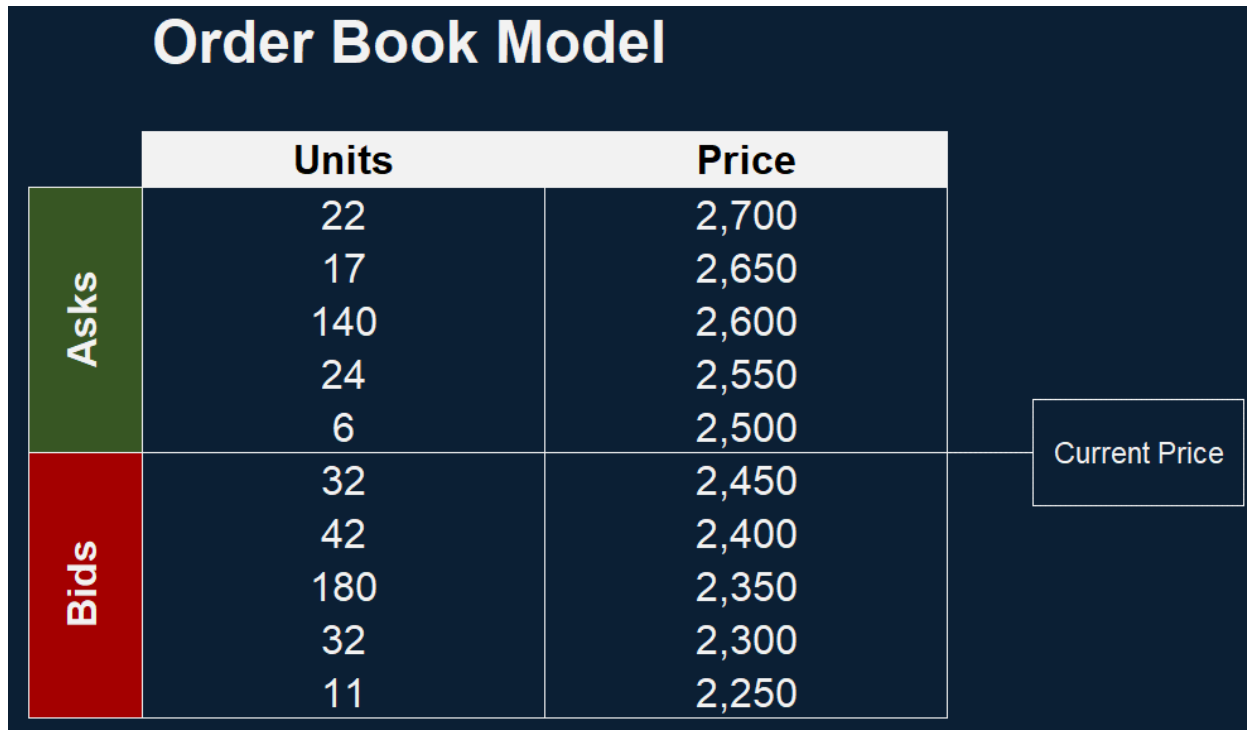 Order Book Model
Units Price
Asks
22 2,700
17 2,650
140 2,600
24 2,550
6 2,500
Current Price
Bids
32 2,450
42 2,400
180 2,350
32 2,300
11 2,250